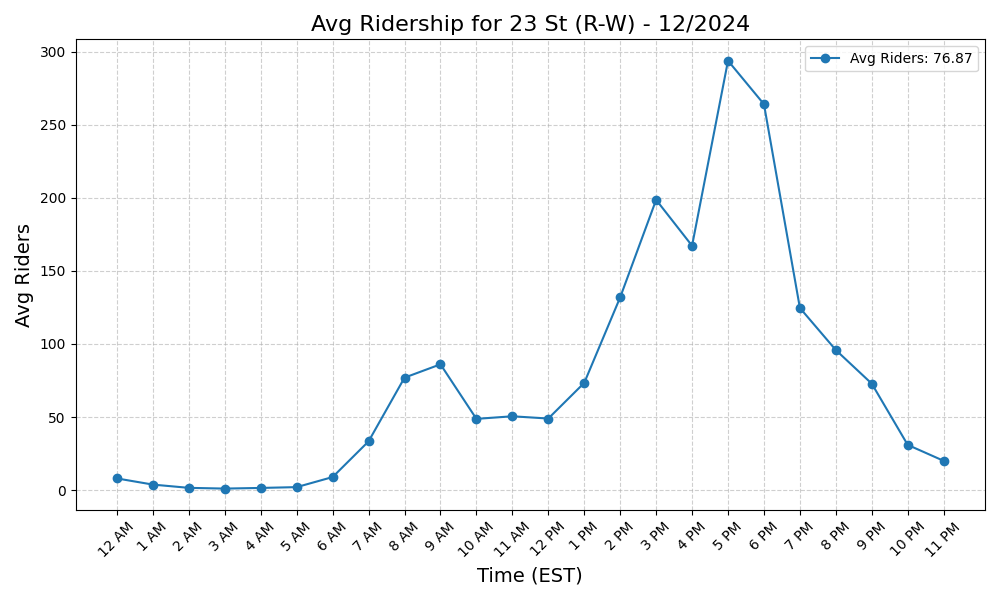 Avg Ridership for 23 St (R-W) - 12/2024
Avg Riders: 76.87
Avg Riders
300
250
200
150
100
50
0
12 AM
1 AM
2 AM
3 AM
4 AM
5 AM
6 AM
7 AM
8 AM
9 AM
10 AM
11 AM
12 PM
1 PM
2 PM
3 PM
4 PM
5 PM
6 PM
7 PM
8 PM
9 PM
10 PM
11 PM
Time (EST)